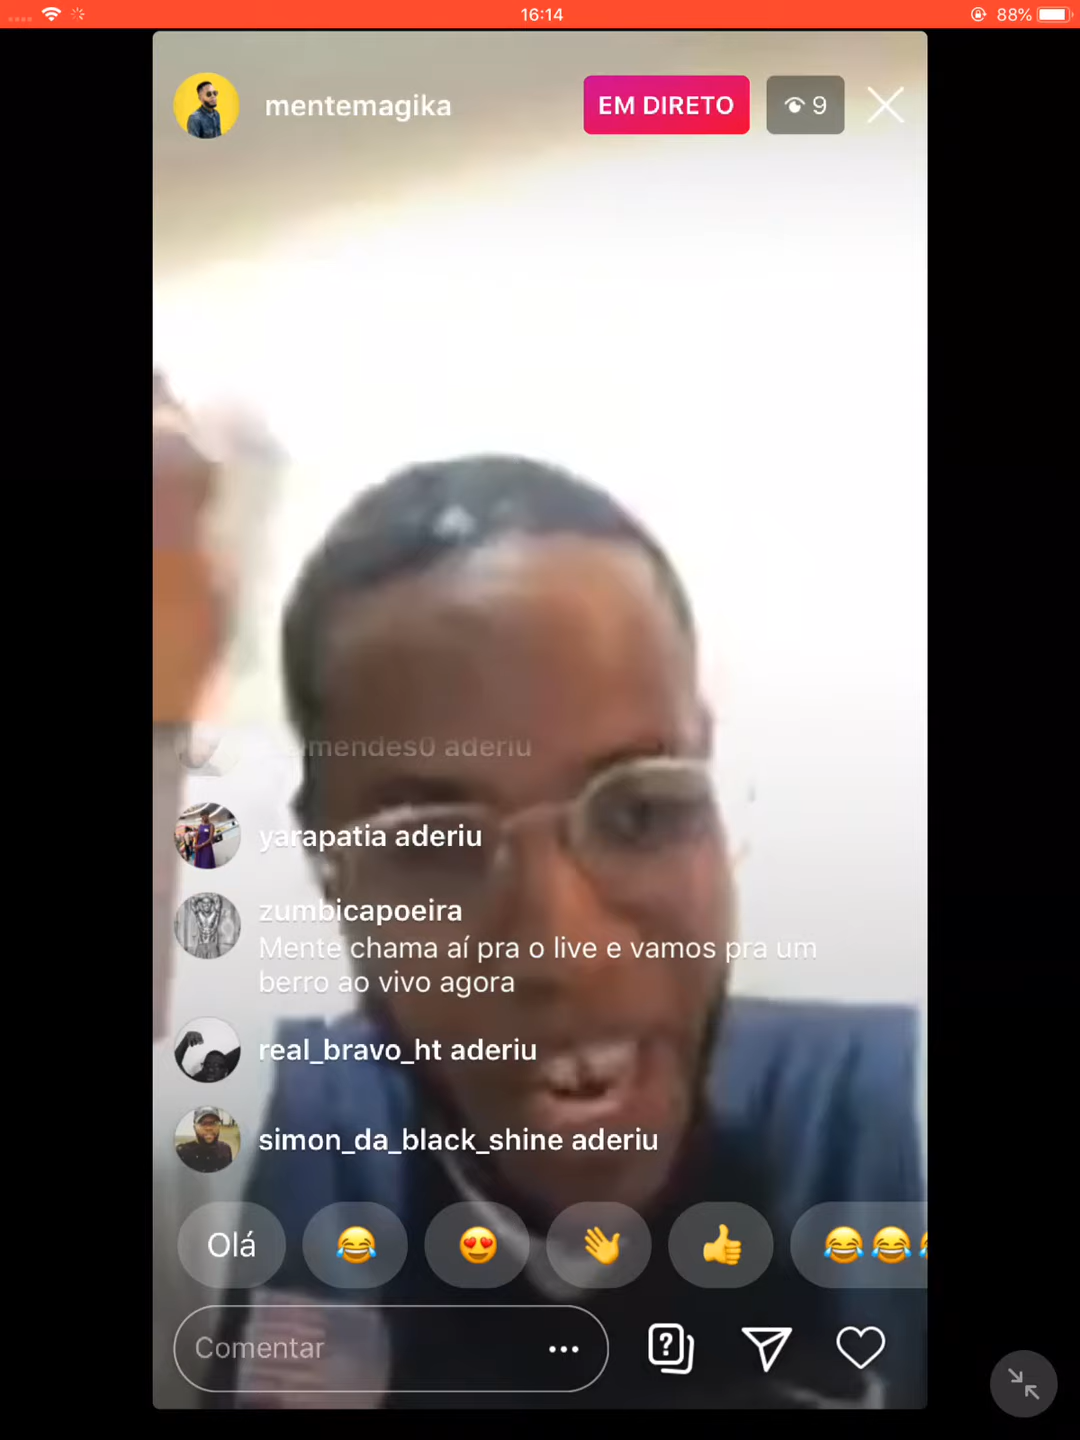 16:14
88%
mentemagika
EM DIRETO
9
mendes0 aderiu
yarapatia aderiu
zumbicapoeira
Mente chama aí pra o live e vamos pra um
berro ao vivo agora
real_bravo_ht aderiu
simon_da_black_shine aderiu
Olá
Comentar